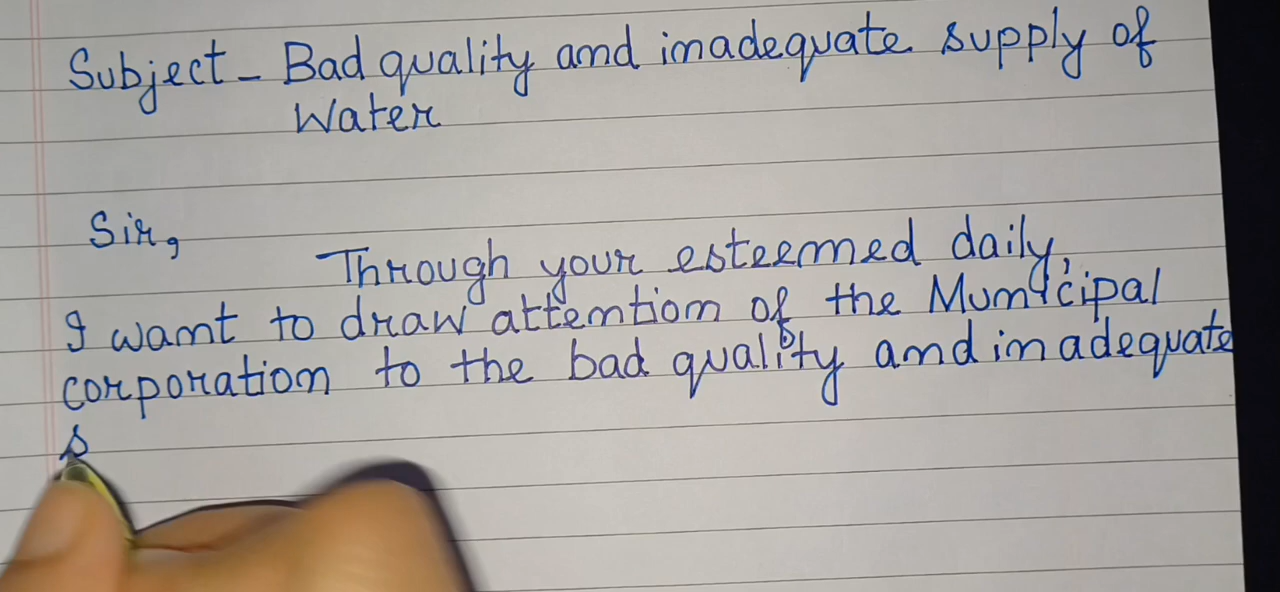 Subject - Bad quality and inadequate supply of
Water
Sir,
Through your esteemed daily,
I want to draw attention of the Municipal
corporation to the bad quality and inadequate
s